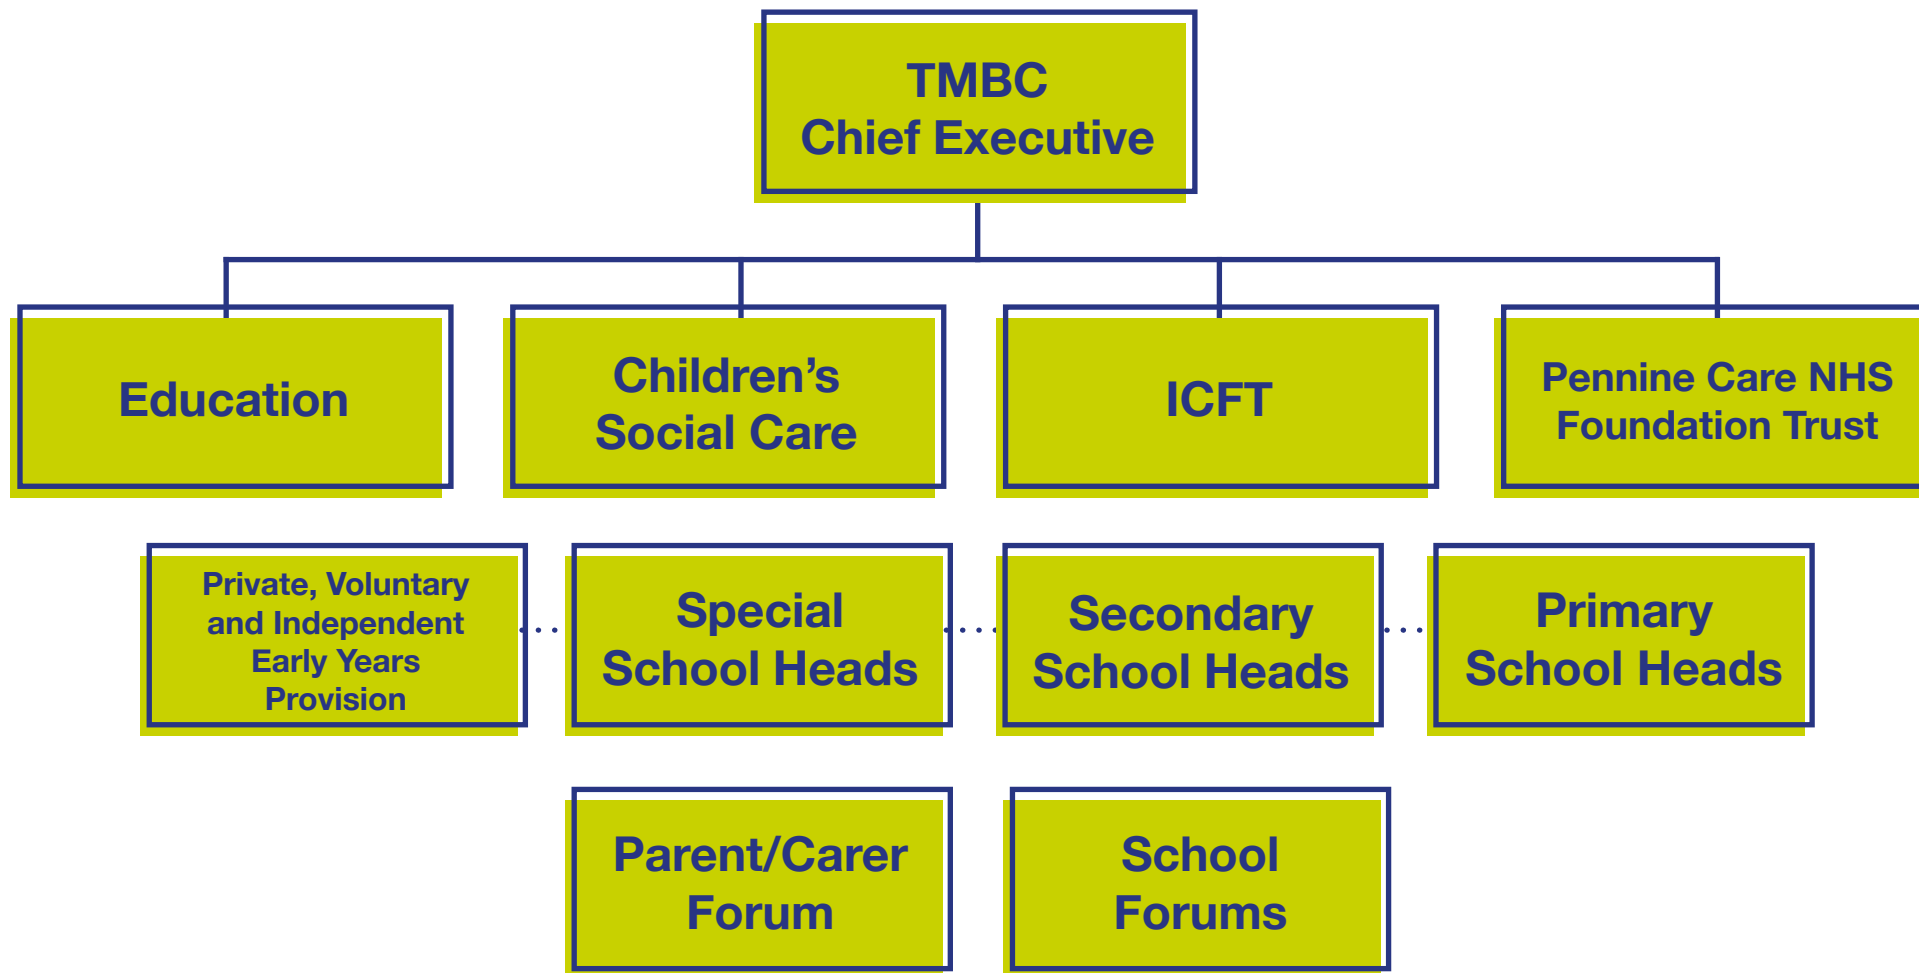 TMBC
Chief Executive
Education
Children’s
Social Care
ICFT
Pennine Care NHS
Foundation Trust
Private, Voluntary
and Independent
Early Years
Provision
Special
School Heads
Secondary
School Heads
Primary
School Heads
Parent/Carer
Forum
School
Forums